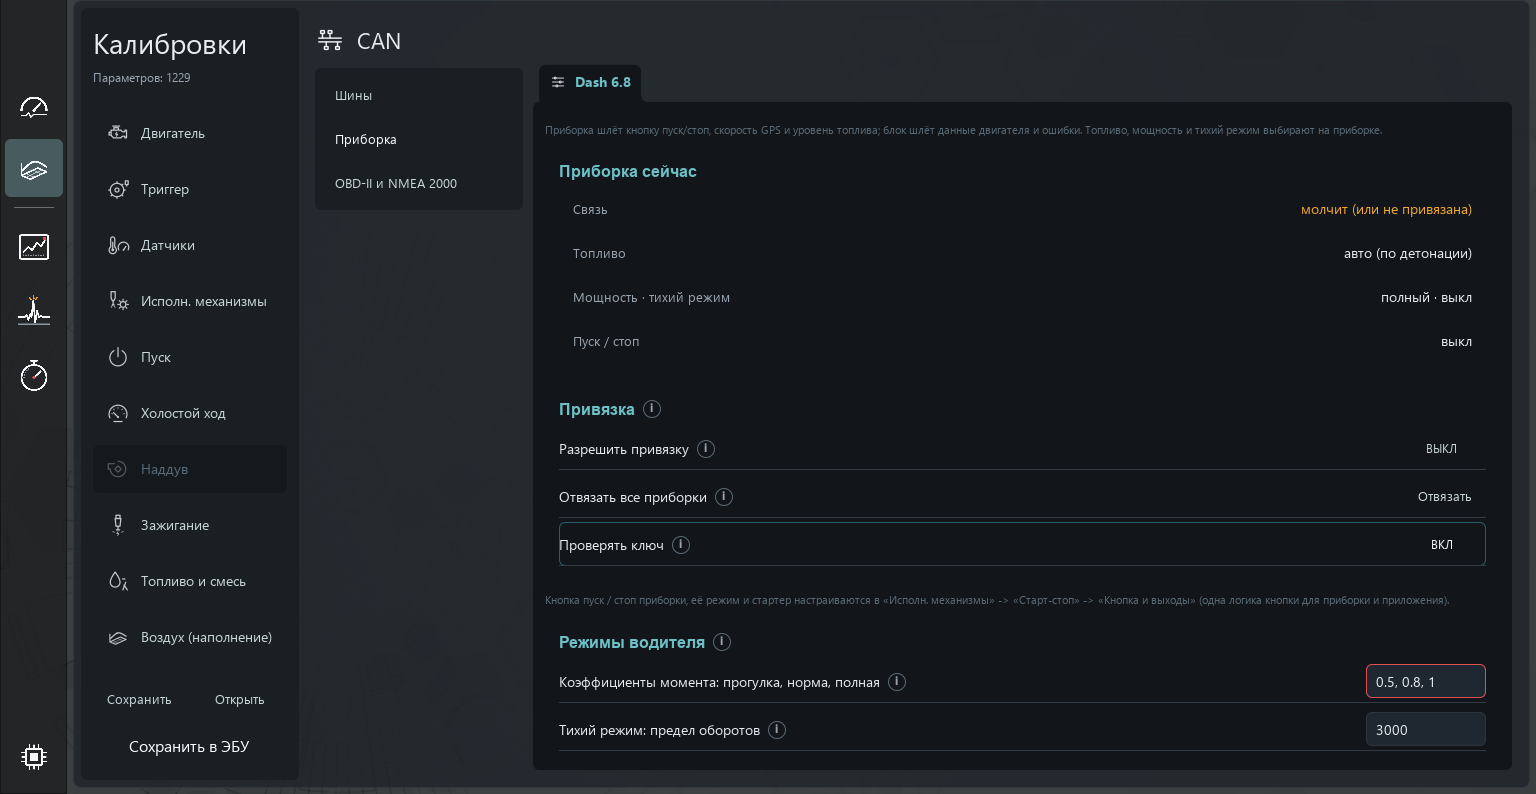 Калибровки
Параметров: 1229
Двигатель
Триггер
Датчики
Исполн. механизмы
Пуск
Холостой ход
Наддув
Зажигание
Топливо и смесь
Воздух (наполнение)
Сохранить
Открыть
Сохранить в ЭБУ
CAN
Шины
Приборка
OBD-II и NMEA 2000
Dash 6.8
Приборка шлёт кнопку пуск/стоп, скорость GPS и уровень топлива; блок шлёт данные двигателя и ошибки. Топливо, мощность и тихий режим выбирают на приборке.
Приборка сейчас
Связь
молчит (или не привязана)
Топливо
авто (по детонации)
Мощность · тихий режим
полный · выкл
Пуск / стоп
выкл
Привязка
Разрешить привязку
ВЫКЛ
Отвязать все приборки
Отвязать
Проверять ключ
ВКЛ
Кнопка пуск / стоп приборки, её режим и стартер настраиваются в «Исполн. механизмы» -> «Старт-стоп» -> «Кнопка и выходы» (одна логика кнопки для приборки и приложения).
Режимы водителя
Коэффициенты момента: прогулка, норма, полная
0.5, 0.8, 1
Тихий режим: предел оборотов
3000